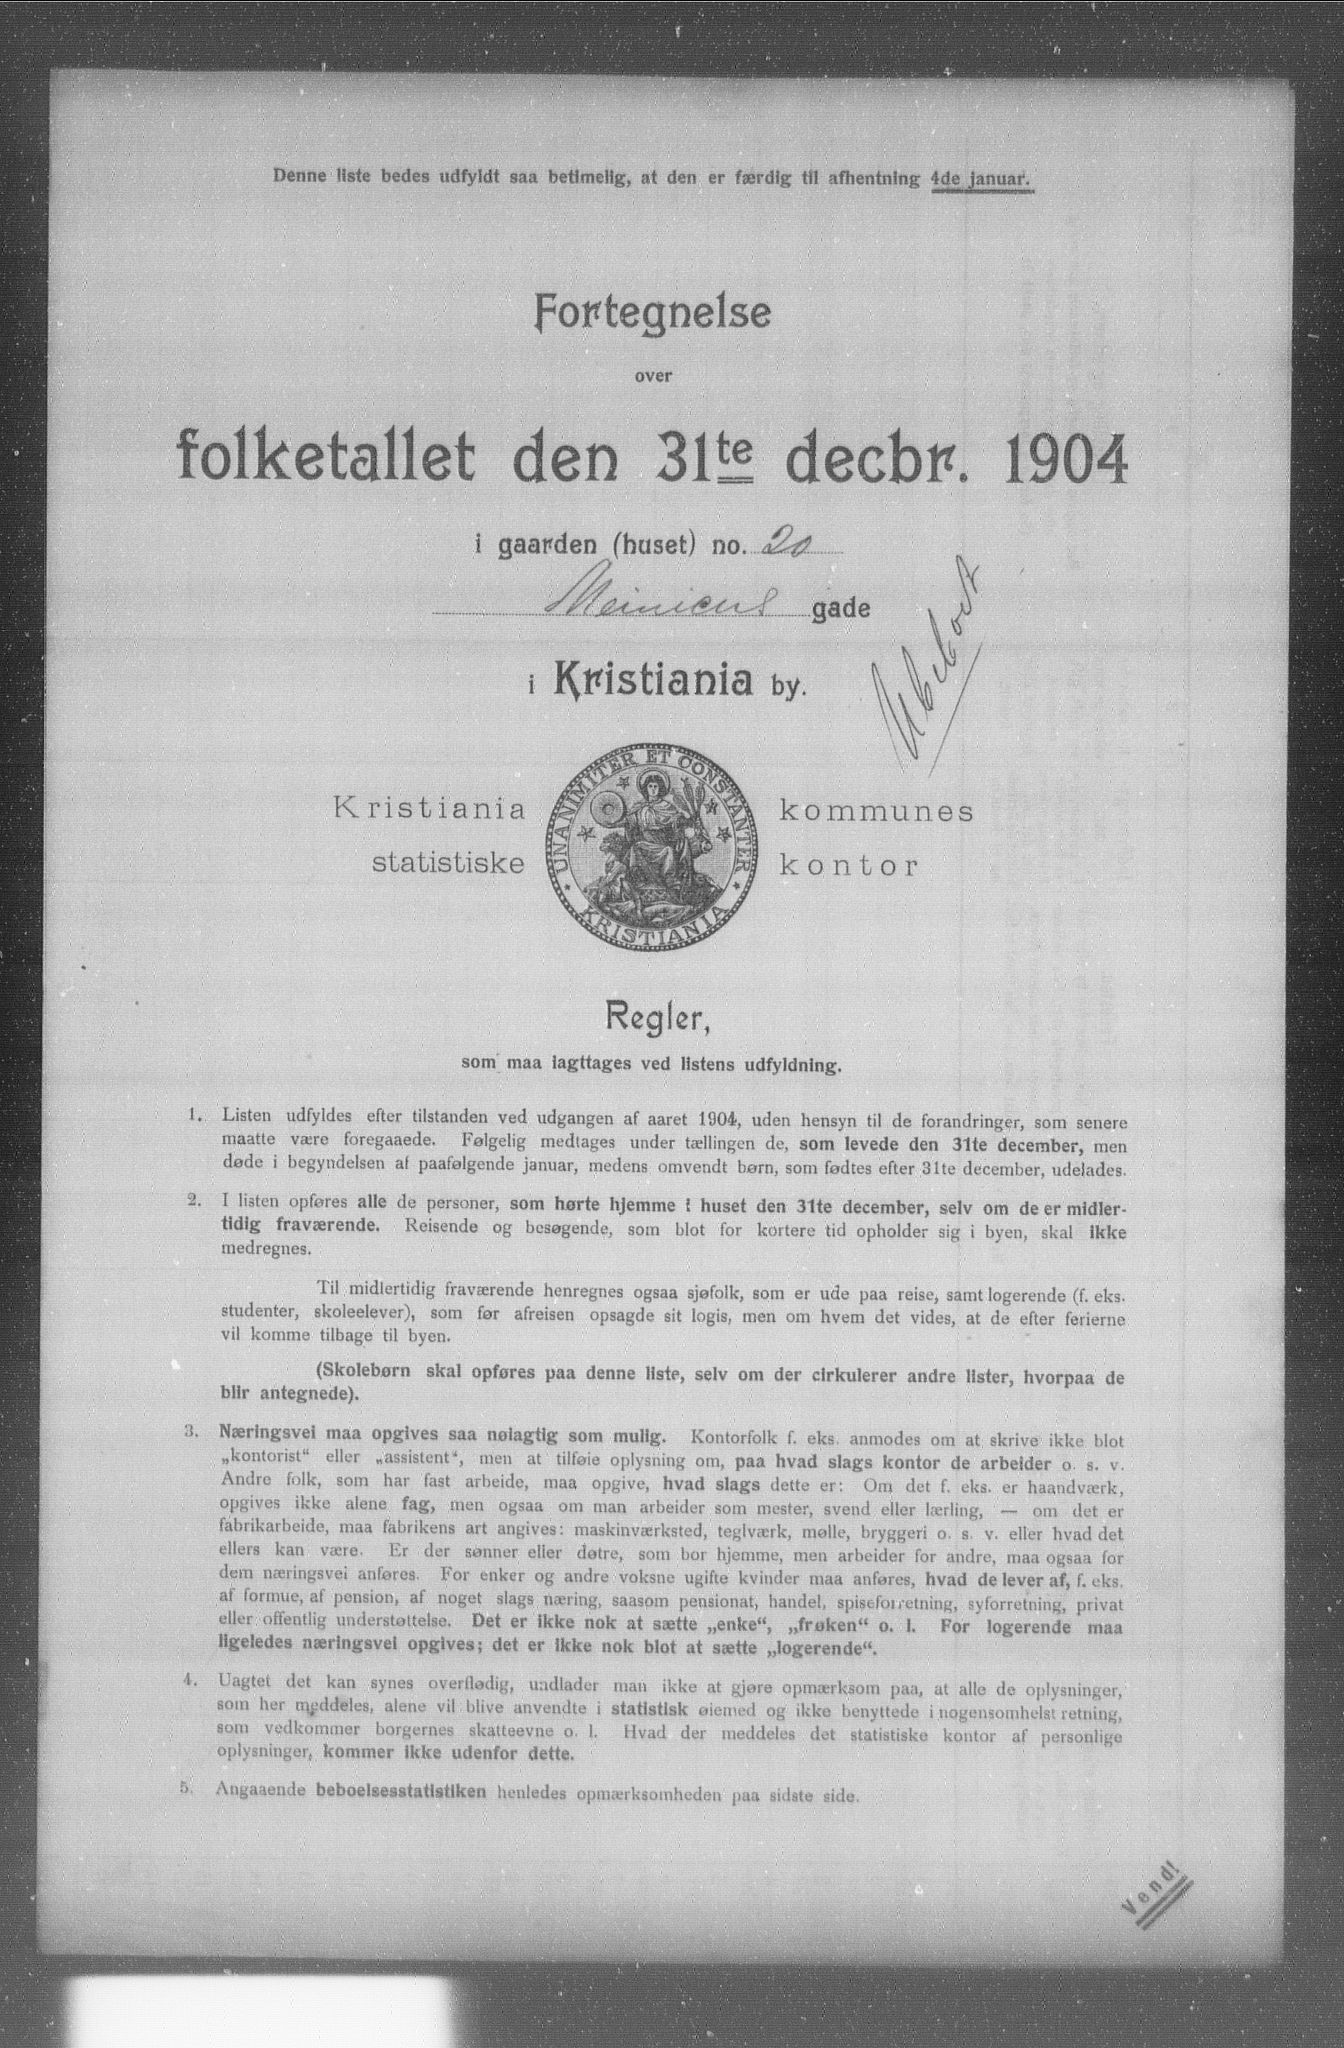 Denne liste bedes udfyldt saa betimelig, at den er færdig til afhentning 4de januar.
Fortegnelse
over
folketallet den 31te decbr. 1904
i gaarden (huset) no. 20
Meinicus gade
Ubeboet
i Kristiania by.
UNANIMITER ET CONSTANTER
KRISTIANIA
Kristiania kommunes
statistiske kontor
Regler,
som maa iagttages ved listens udfyldning.
1. Listen udfyldes efter tilstanden ved udgangen af aaret 1904, uden hensyn til de forandringer, som senere
maatte være foregaaede. Følgelig medtages under tællingen de, som levede den 31te december, men
døde i begyndelsen af paafølgende januar, medens omvendt børn, som fødtes efter 31te december, udelades.
2. I listen opføres alle de personer, som hørte hjemme i huset den 31te december, selv om de er midler-
tidig fraværende. Reisende og besøgende, som blot for kortere tid opholder sig i byen, skal ikke
medregnes.
Til midlertidig fraværende henregnes ogsaa sjøfolk, som er ude paa reise, samt logerende (f. eks.
studenter, skoleelever), som før afreisen opsagde sit logis, men om hvem det vides, at de efter ferierne
vil komme tilbage til byen.
(Skolebørn skal opføres paa denne liste, selv om der cirkulerer andre lister, hvorpaa de
blir antegnede).
3. Næringsvei maa opgives saa nøiagtig som mulig. Kontorfolk f. eks. anmodes om at skrive ikke blot
„kontorist“ eller „assistent“, men at tilføie oplysning om, paa hvad slags kontor de arbeider o. s. v.
Andre folk, som har fast arbeide, maa opgive, hvad slags dette er: Om det f. eks. er haandværk,
opgives ikke alene fag, men ogsaa om man arbeider som mester, svend eller lærling, — om det er
fabrikarbeide, maa fabrikens art angives: maskinværksted, teglværk, mølle, bryggeri o. s. v. eller hvad det
ellers kan være. Er der sønner eller døtre, som bor hjemme, men arbeider for andre, maa ogsaa for
dem næringsvei anføres. For enker og andre voksne ugifte kvinder maa anføres, hvad de lever af, f. eks.
af formue, af pension, af noget slags næring, saasom pensionat, handel, spiseforretning, syforretning, privat
eller offentlig understøttelse. Det er ikke nok at sætte „enke“, „frøken“ o. l. For logerende maa
ligeledes næringsvei opgives; det er ikke nok blot at sætte „logerende“.
4. Uagtet det kan synes overflødig, undlader man ikke at gjøre opmærksom paa, at alle de oplysninger,
som her meddeles, alene vil blive anvendte i statistisk øiemed og ikke benyttede i nogensomhelst retning,
som vedkommer borgernes skatteevne o. l. Hvad der meddeles det statistiske kontor af personlige
oplysninger, kommer ikke udenfor dette.
5. Angaaende beboelsesstatistiken henledes opmærksomheden paa sidste side.
Vend!